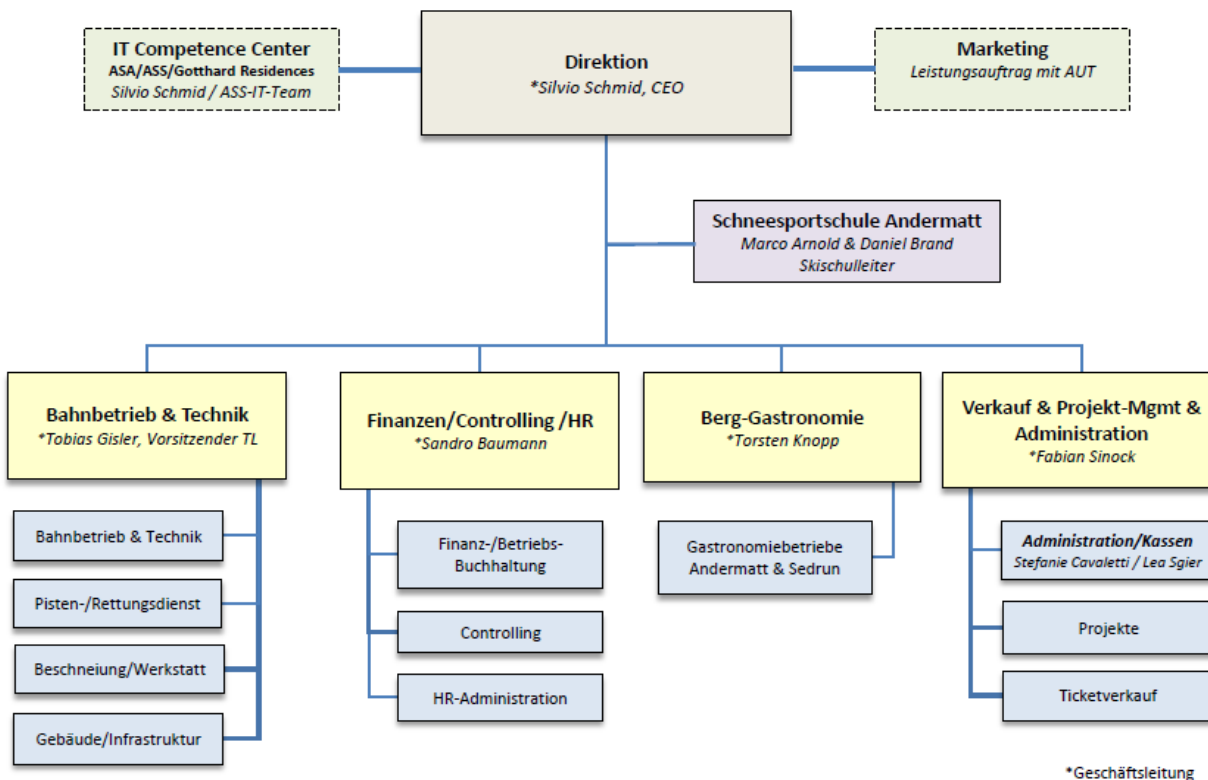 IT Competence Center
ASA/ASS/Gotthard Residences
Silvio Schmid / ASS-IT-Team
Direktion
*Silvio Schmid, CEO
Marketing
Leistungsauftrag mit AUT
Schneesportschule Andermatt
Marco Arnold & Daniel Brand
Skischulleiter
Bahnbetrieb & Technik
*Tobias Gisler, Vorsitzender TL
Bahnbetrieb & Technik
Pisten-/Rettungsdienst
Beschneiung/Werkstatt
Gebäude/Infrastruktur
Finanzen/Controlling /HR
*Sandro Baumann
Finanz-/Betriebs-
Buchhaltung
Controlling
HR-Administration
Berg-Gastronomie
*Torsten Knopp
Gastronomiebetriebe
Andermatt & Sedrun
Verkauf & Projekt-Mgmt &
Administration
*Fabian Sinock
Administration/Kassen
Stefanie Cavaletti / Lea Sgier
Projekte
Ticketverkauf
*Geschäftsleitung